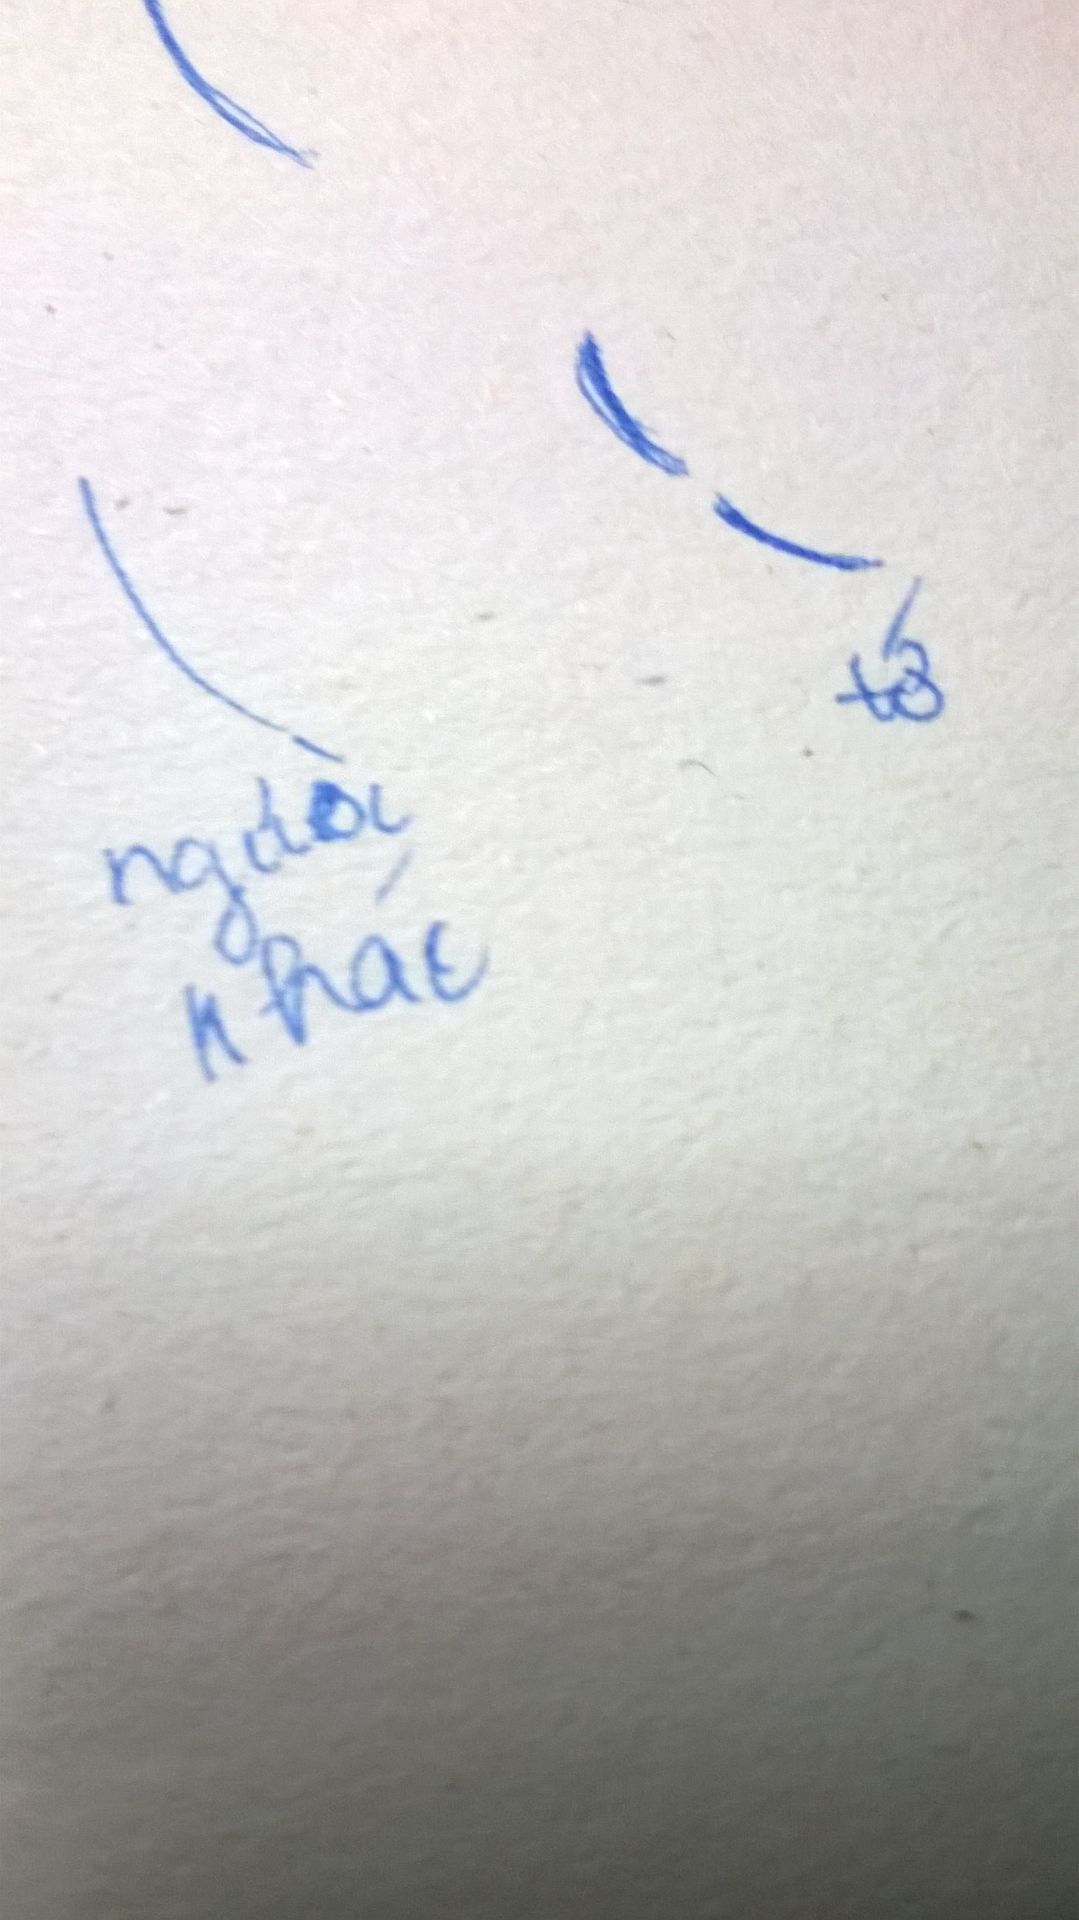 tớ
người
khác